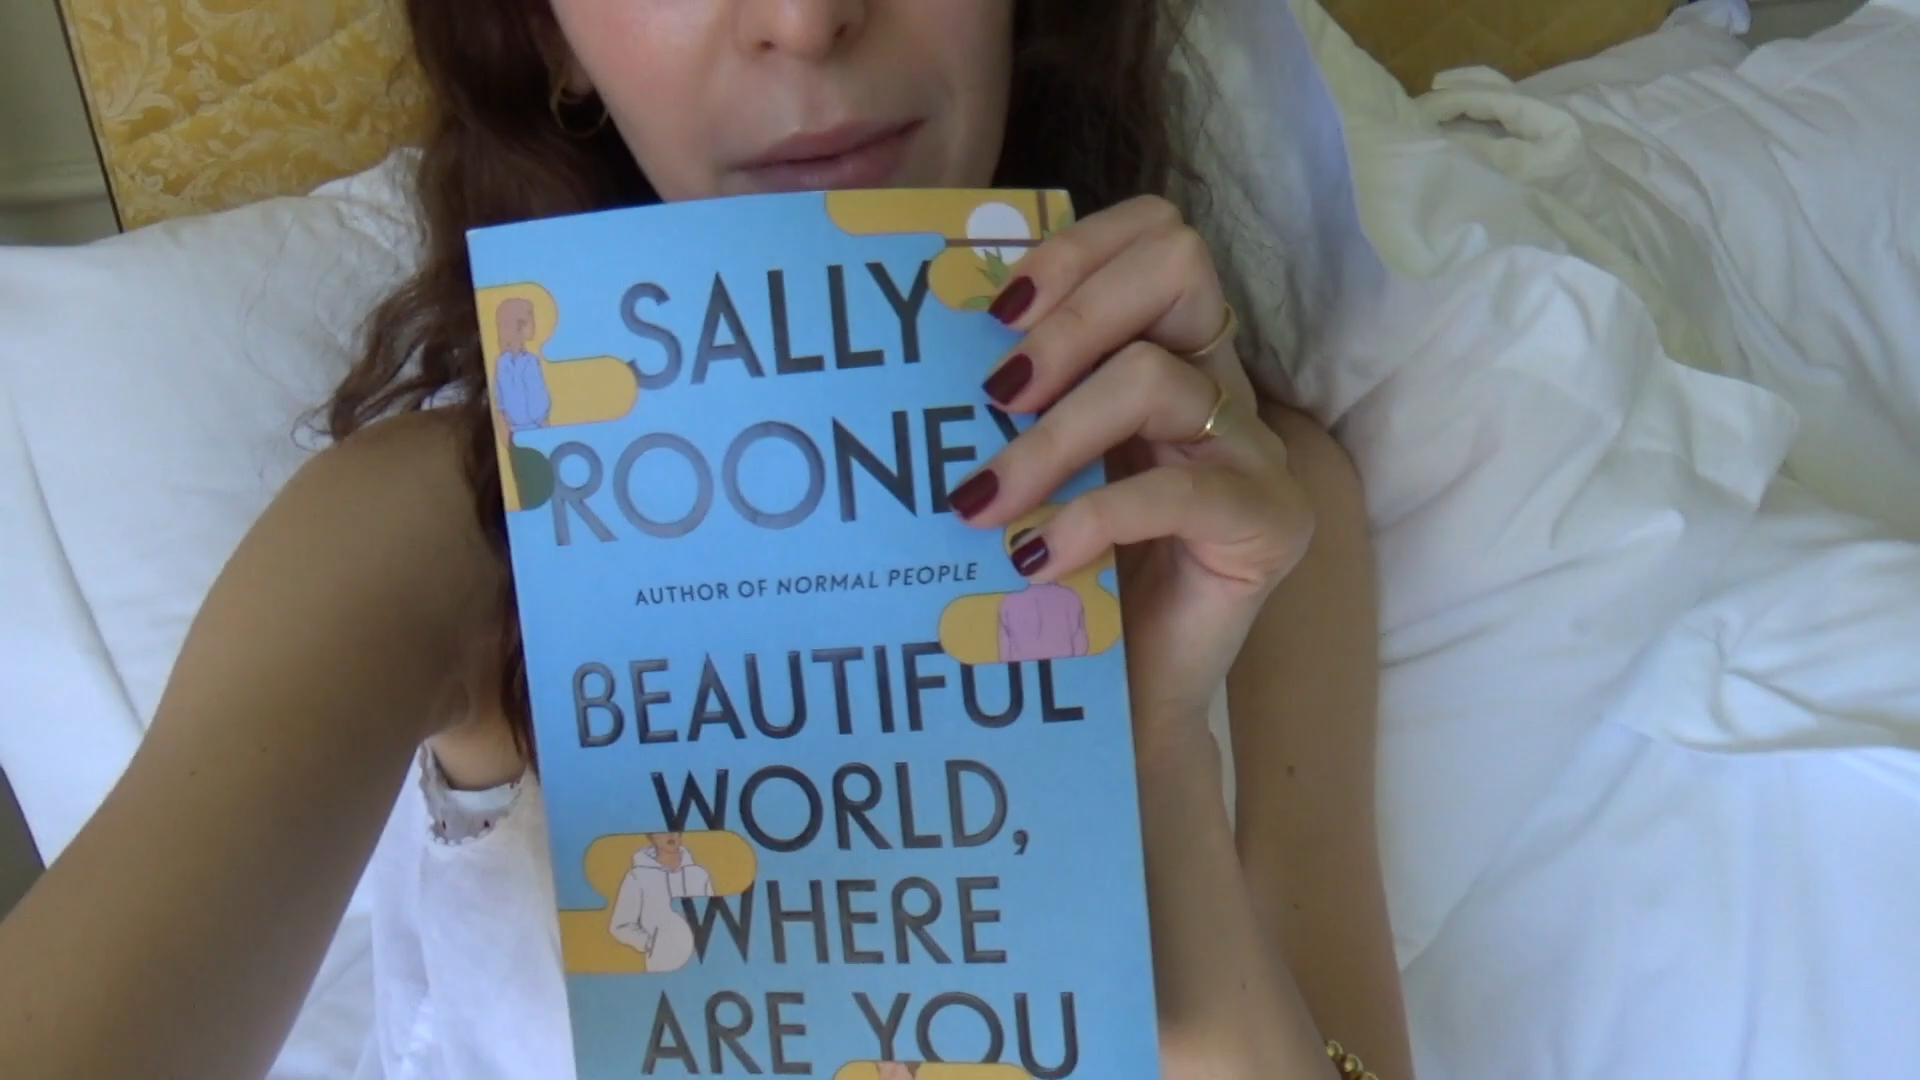 SALLY
ROONEY
AUTHOR OF NORMAL PEOPLE
BEAUTIFUL
WORLD,
WHERE
ARE YOU